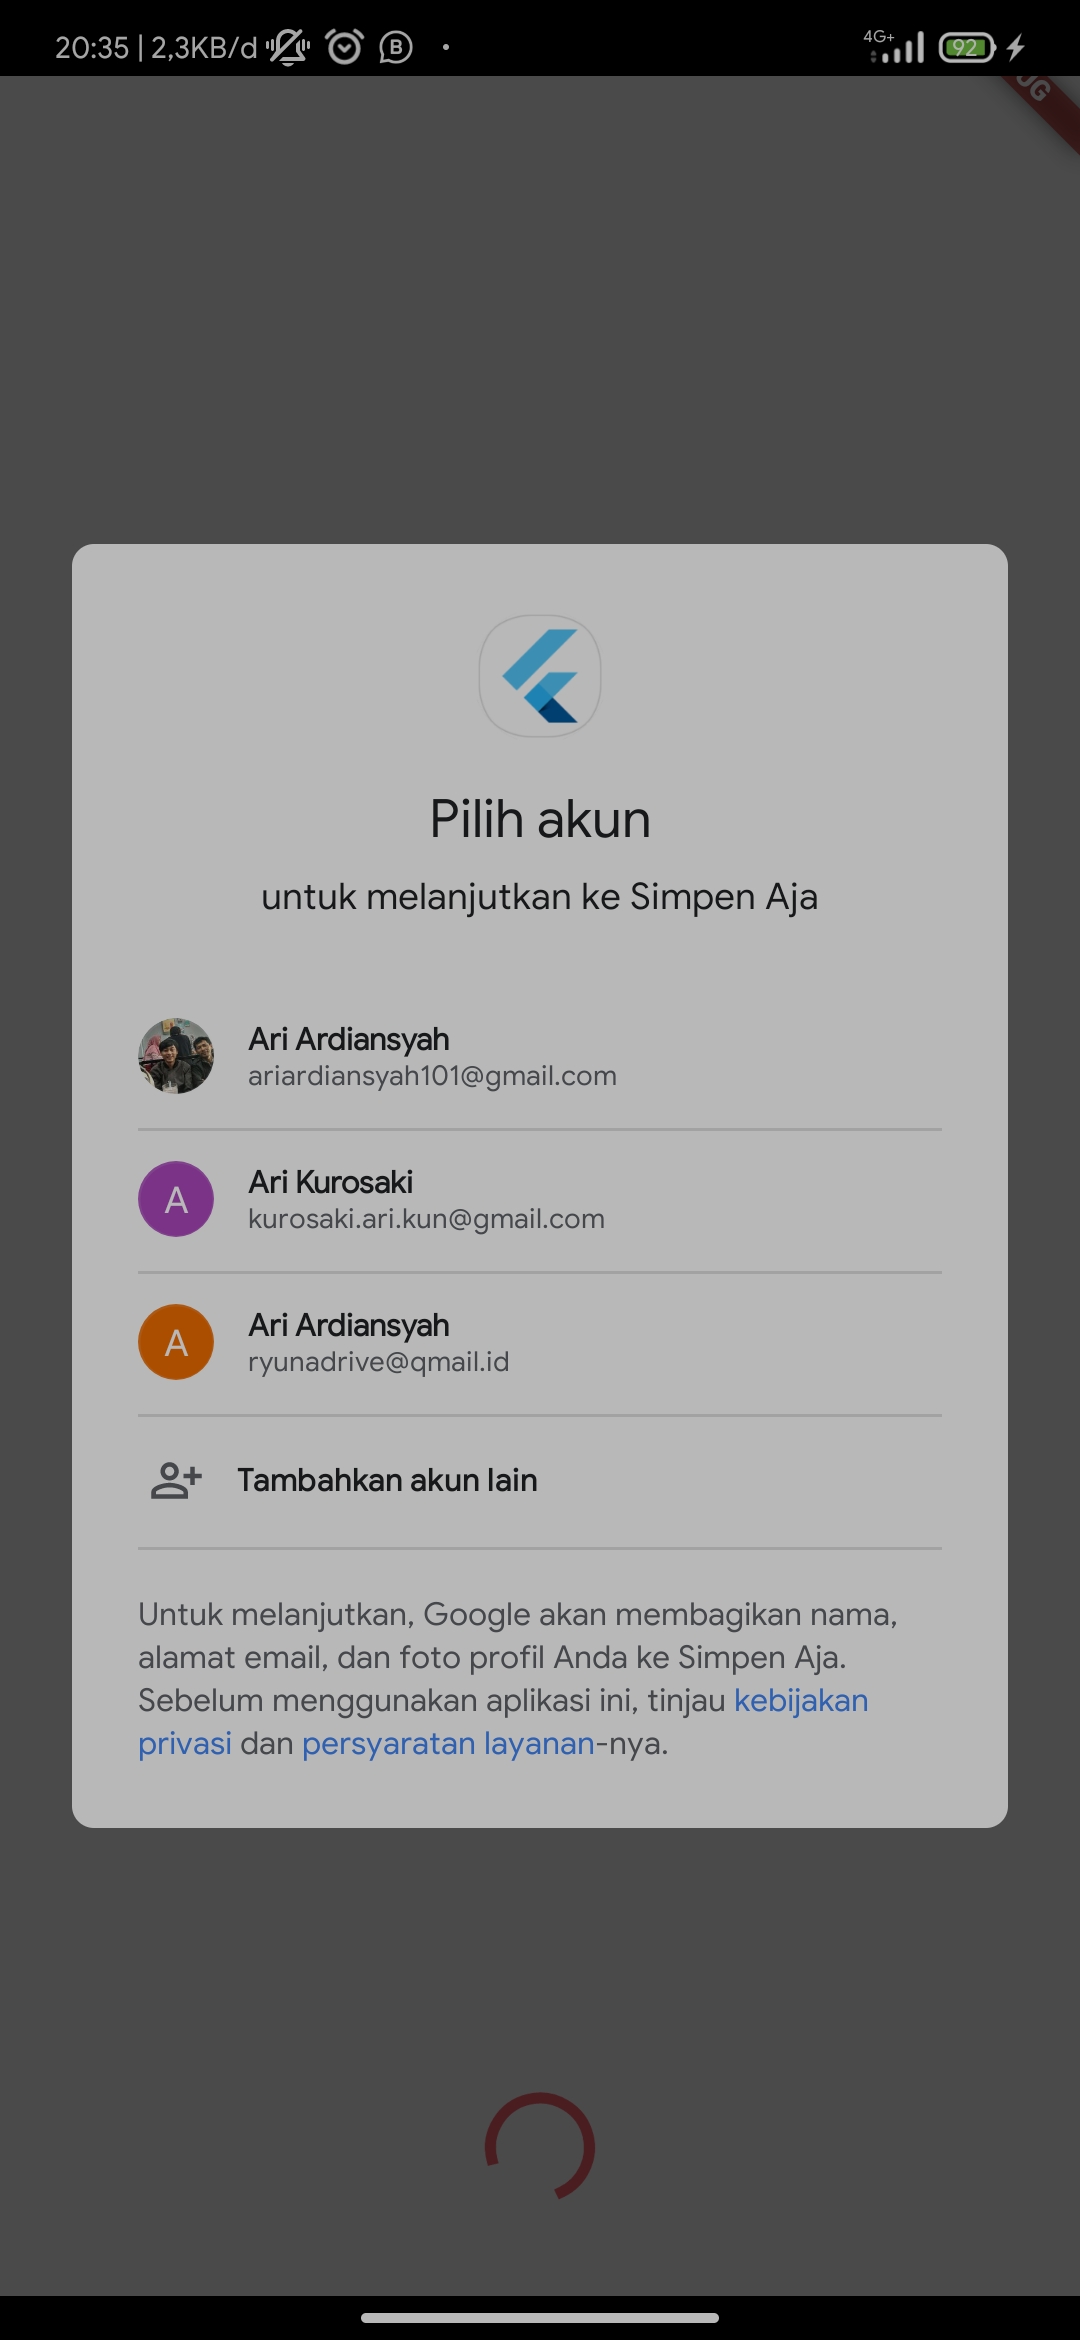 20:35 | 2,3KB/d
4G+
92
UG
Pilih akun
untuk melanjutkan ke Simpen Aja
Ari Ardiansyah
ariardiansyah101@gmail.com
A
Ari Kurosaki
kurosaki.ari.kun@gmail.com
A
Ari Ardiansyah
ryunadrive@qmail.id
Tambahkan akun lain
Untuk melanjutkan, Google akan membagikan nama,
alamat email, dan foto profil Anda ke Simpen Aja.
Sebelum menggunakan aplikasi ini, tinjau kebijakan
privasi dan persyaratan layanan-nya.